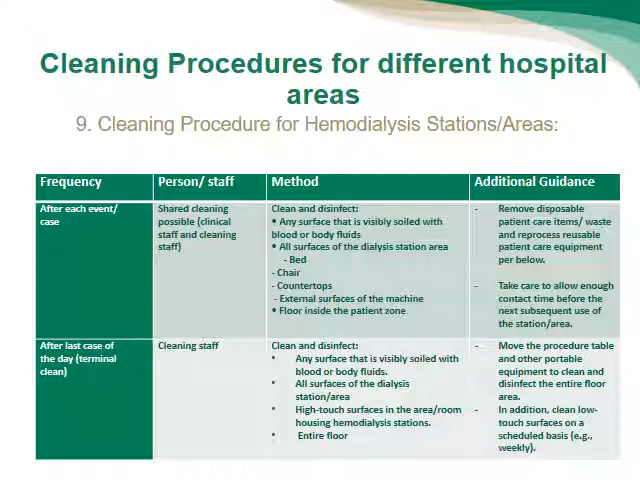 Cleaning Procedures for different hospital
areas
9. Cleaning Procedure for Hemodialysis Stations/Areas:
Frequency
Person/ staff
Method
Additional Guidance
After each event/
case
Shared cleaning
possible (clinical
staff and cleaning
staff)
Clean and disinfect:
• Any surface that is visibly soiled with
blood or body fluids
• All surfaces of the dialysis station area
- Bed
- Chair
- Countertops
- External surfaces of the machine
• Floor inside the patient zone
- Remove disposable
patient care items/ waste
and reprocess reusable
patient care equipment
per below.
- Take care to allow enough
contact time before the
next subsequent use of
the station/area.
After last case of
the day (terminal
clean)
Cleaning staff
Clean and disinfect:
• Any surface that is visibly soiled with
blood or body fluids.
• All surfaces of the dialysis
station/area
• High-touch surfaces in the area/room
housing hemodialysis stations.
• Entire floor
- Move the procedure table
and other portable
equipment to clean and
disinfect the entire floor
area.
- In addition, clean low-
touch surfaces on a
scheduled basis (e.g.,
weekly).